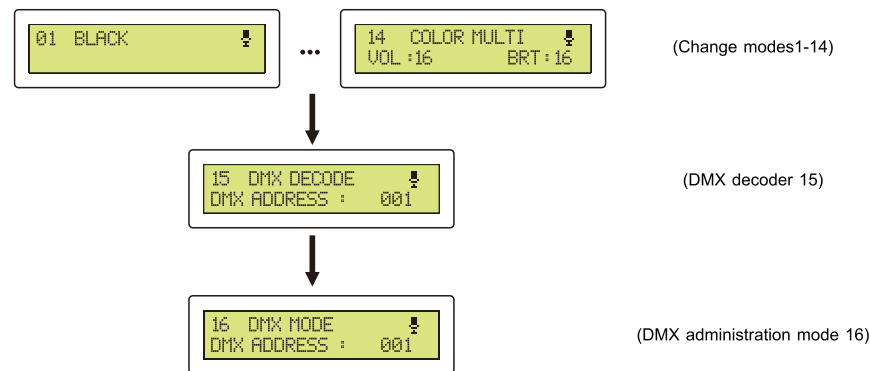 01 BLACK
...
14 COLOR MULTI
VOL :16 BRT:16
(Change modes1-14)
15 DMX DECODE
DMX ADDRESS : 001
(DMX decoder 15)
16 DMX MODE
DMX ADDRESS : 001
(DMX administration mode 16)